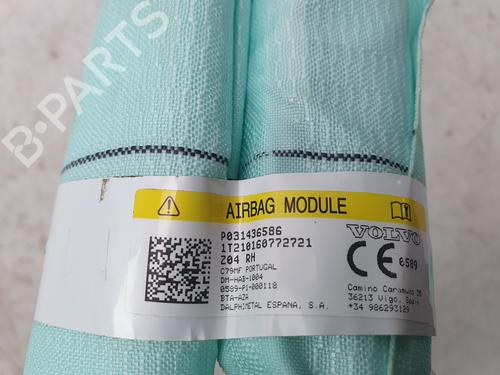 B-PARTS
AIRBAG MODULE
P031436586
1T210160772721
Z04 RH
C79MF PORTUGAL
DM-HAB-1004
0589-P1-000118
BTA-AZA
DALPHIMETAL ESPANA, S.A.
VOLVO
CE 0589
Camino Caramuxo 35
36213 Vigo, Spain
+34 986293129